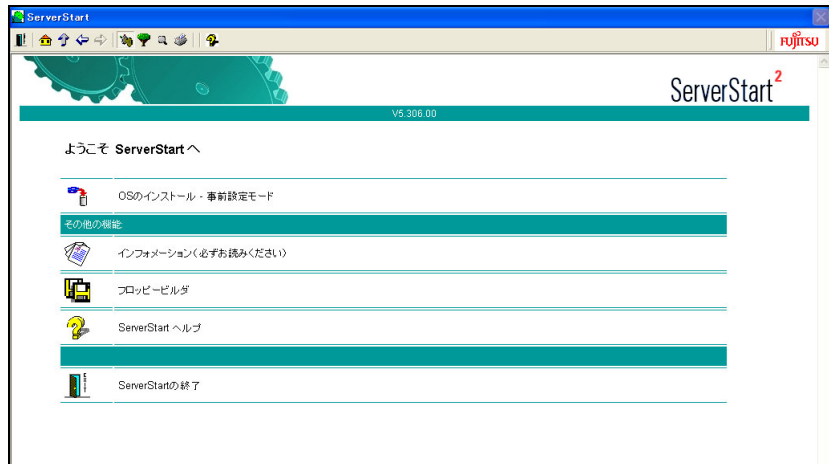 ServerStart
FUJITSU
ServerStart2
V5.306.00
ようこそ ServerStart へ
OSのインストール - 事前設定モード
その他の機能
インフォメーション(必ずお読みください)
フロッピービルダ
ServerStart ヘルプ
ServerStartの終了